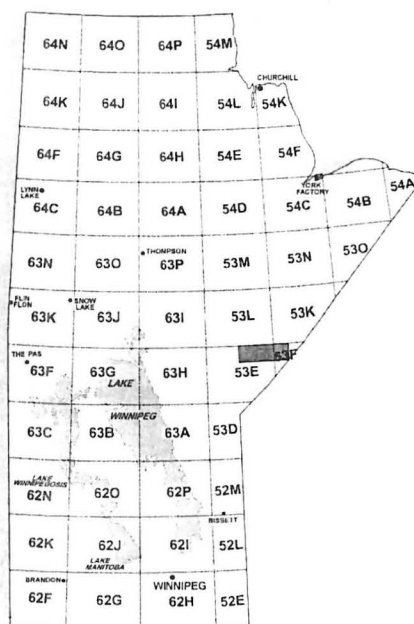 64N 64O 64P 54M
CHURCHILL
64K 64J 64I 54L 54K
64F 64G 64H 54E 54F
LYNN
LAKE
YORK
FACTORY
54A
64C 64B 64A 54D 54C 54B
THOMPSON
63N 63O 63P 53M 53N 53O
FLIN
FLON
SNOW
LAKE
63K 63J 63I 53L 53K
THE PAS
63F 63G 63H 53E 53F
LAKE
WINNIPEG
63C 63B 63A 53D
LAKE
WINNIPEGOSIS
62N 62O 62P 52M
BISSETT
62K 62J 62I 52L
LAKE
MANITOBA
BRANDON
WINNIPEG
62F 62G 62H 52E